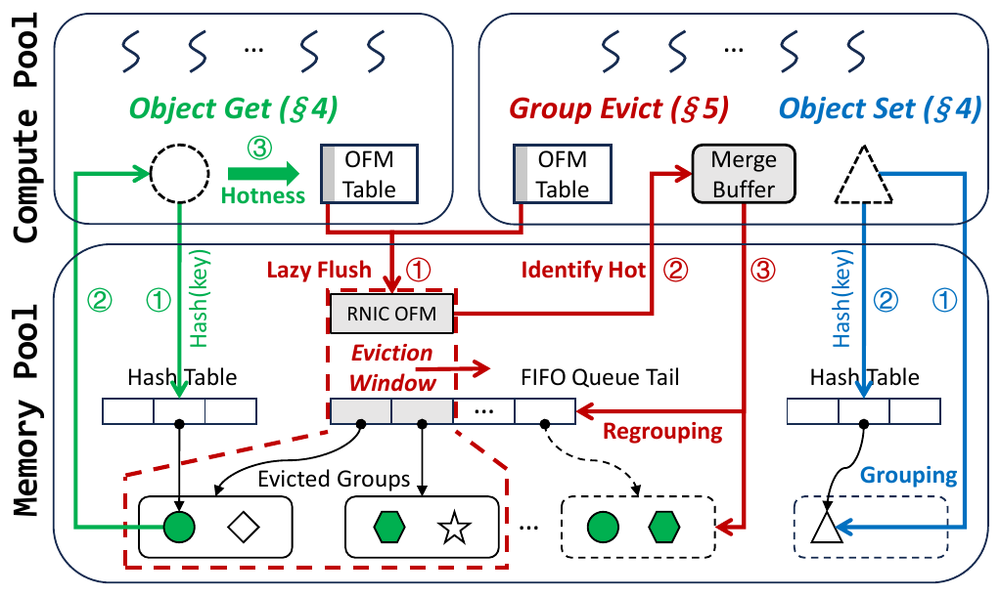 Compute Pool
...
...
Object Get (§4)
Group Evict (§5)
Object Set (§4)
③
Hotness
OFM
Table
OFM
Table
Merge
Buffer
Memory Pool
②
①
Hash(key)
Lazy Flush
①
Identify Hot
②
③
Hash(key)
②
①
RNIC OFM
Eviction
Window
Hash Table
FIFO Queue Tail
Hash Table
...
Regrouping
Evicted Groups
Grouping
...